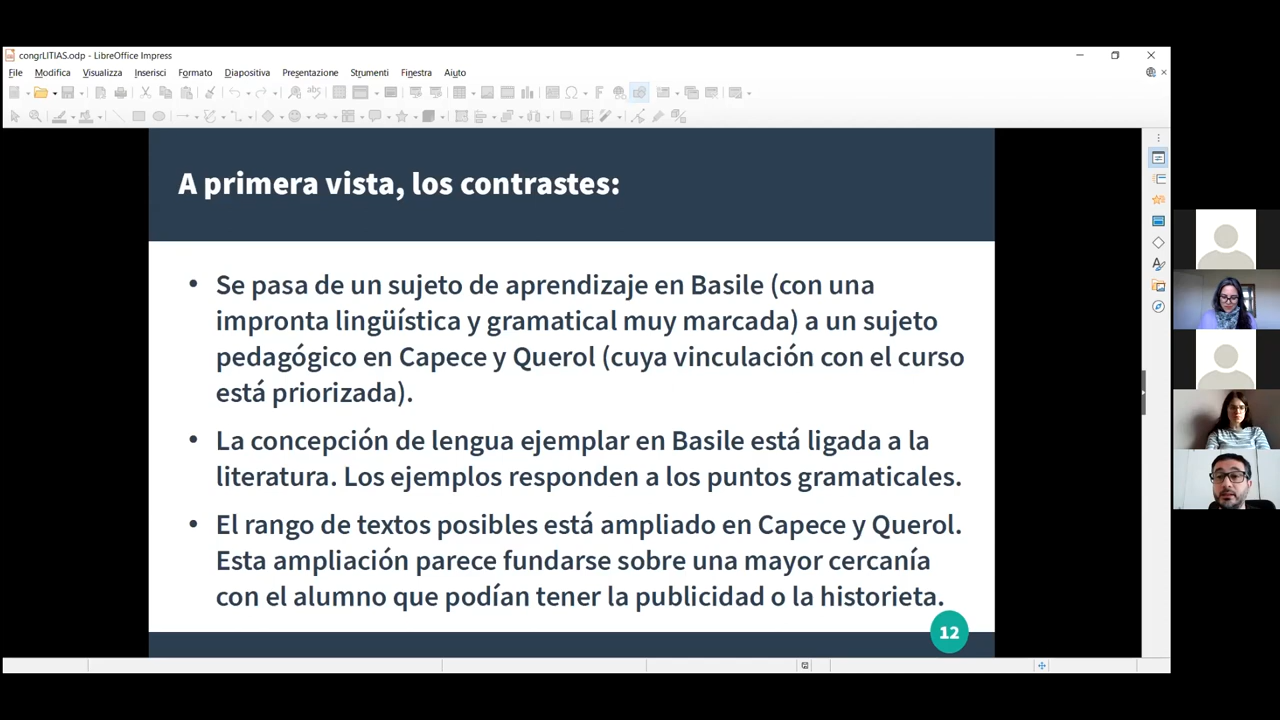 congrLITIAS.odp - LibreOffice Impress
File Modifica Visualizza Inserisci Formato Diapositiva Presentazione Strumenti Finestra Aiuto
A primera vista, los contrastes:
• Se pasa de un sujeto de aprendizaje en Basile (con una
impronta lingüística y gramatical muy marcada) a un sujeto
pedagógico en Capece y Querol (cuya vinculación con el curso
está priorizada).
• La concepción de lengua ejemplar en Basile está ligada a la
literatura. Los ejemplos responden a los puntos gramaticales.
• El rango de textos posibles está ampliado en Capece y Querol.
Esta ampliación parece fundarse sobre una mayor cercanía
con el alumno que podían tener la publicidad o la historieta.
12